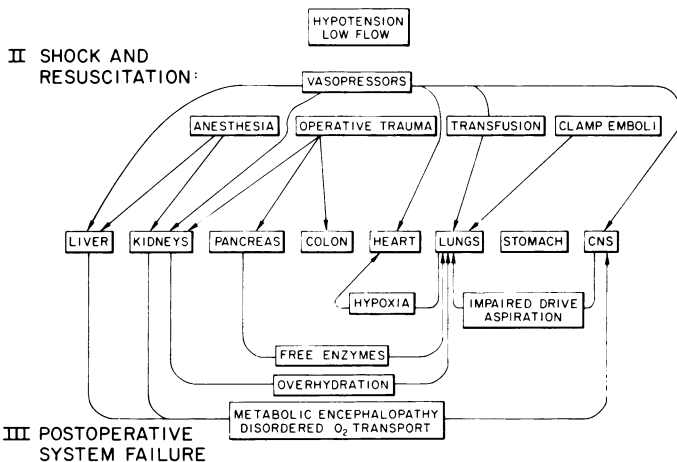 HYPOTENSION
LOW FLOW
II SHOCK AND
RESUSCITATION:
VASOPRESSORS
ANESTHESIA
OPERATIVE TRAUMA
TRANSFUSION
CLAMP EMBOLI
LIVER
KIDNEYS
PANCREAS
COLON
HEART
LUNGS
STOMACH
CNS
HYPOXIA
IMPAIRED DRIVE
ASPIRATION
FREE ENZYMES
OVERHYDRATION
METABOLIC ENCEPHALOPATHY
DISORDERED O₂ TRANSPORT
III POSTOPERATIVE
SYSTEM FAILURE